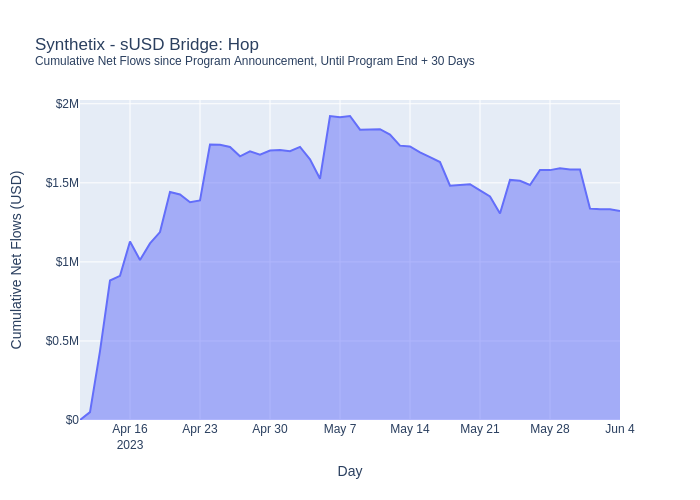 Synthetix - sUSD Bridge: Hop
Cumulative Net Flows since Program Announcement, Until Program End + 30 Days
Cumulative Net Flows (USD)
$2M
$1.5M
$1M
$0.5M
$0
Apr 16 Apr 23 Apr 30 May 7 May 14 May 21 May 28 Jun 4
2023
Day